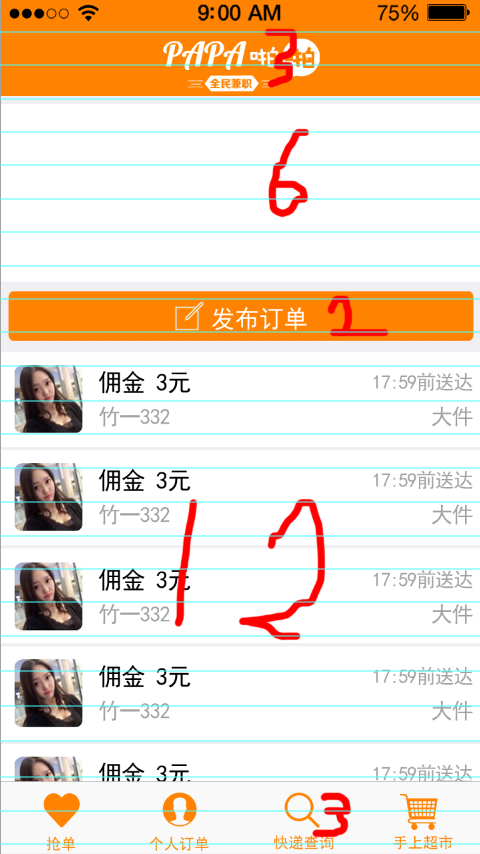 9:00 AM 75%
PAPA 啪啪 3
全民兼职
6
发布订单 2
佣金 3元 17:59前送达
竹一332 大件
佣金 3元 17:59前送达
竹一332 大件
12
佣金 3元 17:59前送达
竹一332 大件
佣金 3元 17:59前送达
竹一332 大件
佣金 3元 17:59前送达
3
抢单 个人订单 快递查询 手上超市